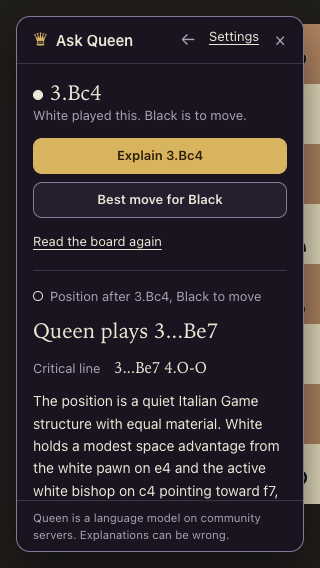 Ask Queen
Settings
3.Bc4
White played this. Black is to move.
Explain 3.Bc4
Best move for Black
Read the board again
Position after 3.Bc4, Black to move
Queen plays 3...Be7
Critical line 3...Be7 4.O-O
The position is a quiet Italian Game
structure with equal material. White
holds a modest space advantage from
the white pawn on e4 and the active
white bishop on c4 pointing toward f7,
Queen is a language model on community
servers. Explanations can be wrong.